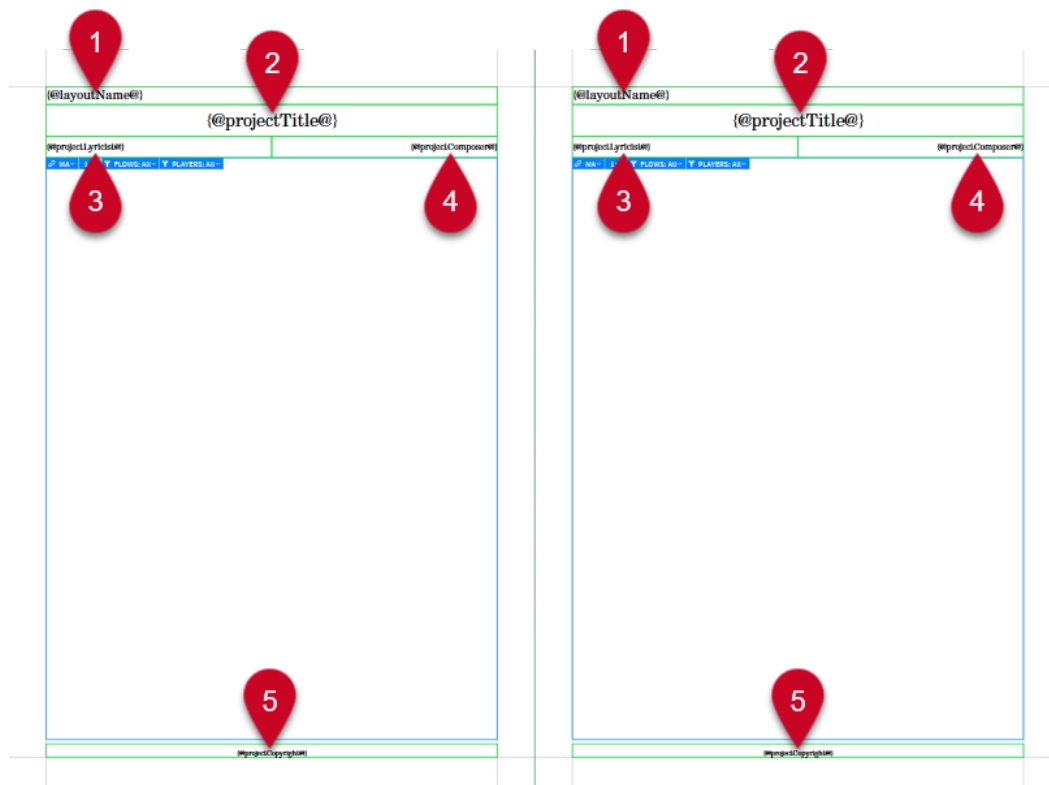 1
2
1
2
{@layoutName@}
{@layoutName@}
{@projectTitle@}
{@projectTitle@}
{@projectLyricist@}
{@projectComposer@}
{@projectLyricist@}
{@projectComposer@}
MA
FLOWS: All
PLAYERS: All
MA
FLOWS: All
PLAYERS: All
3
4
3
4
5
5
{@projectCopyright@}
{@projectCopyright@}